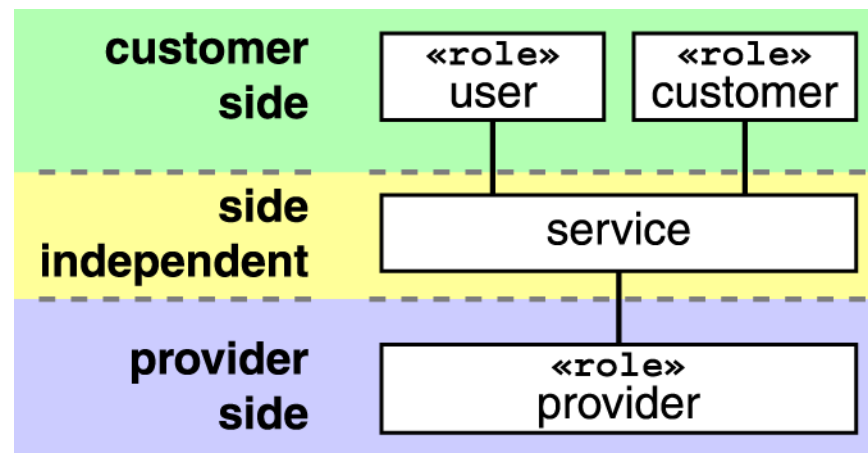 customer
side
«role»
user
«role»
customer
side
independent
service
provider
side
«role»
provider